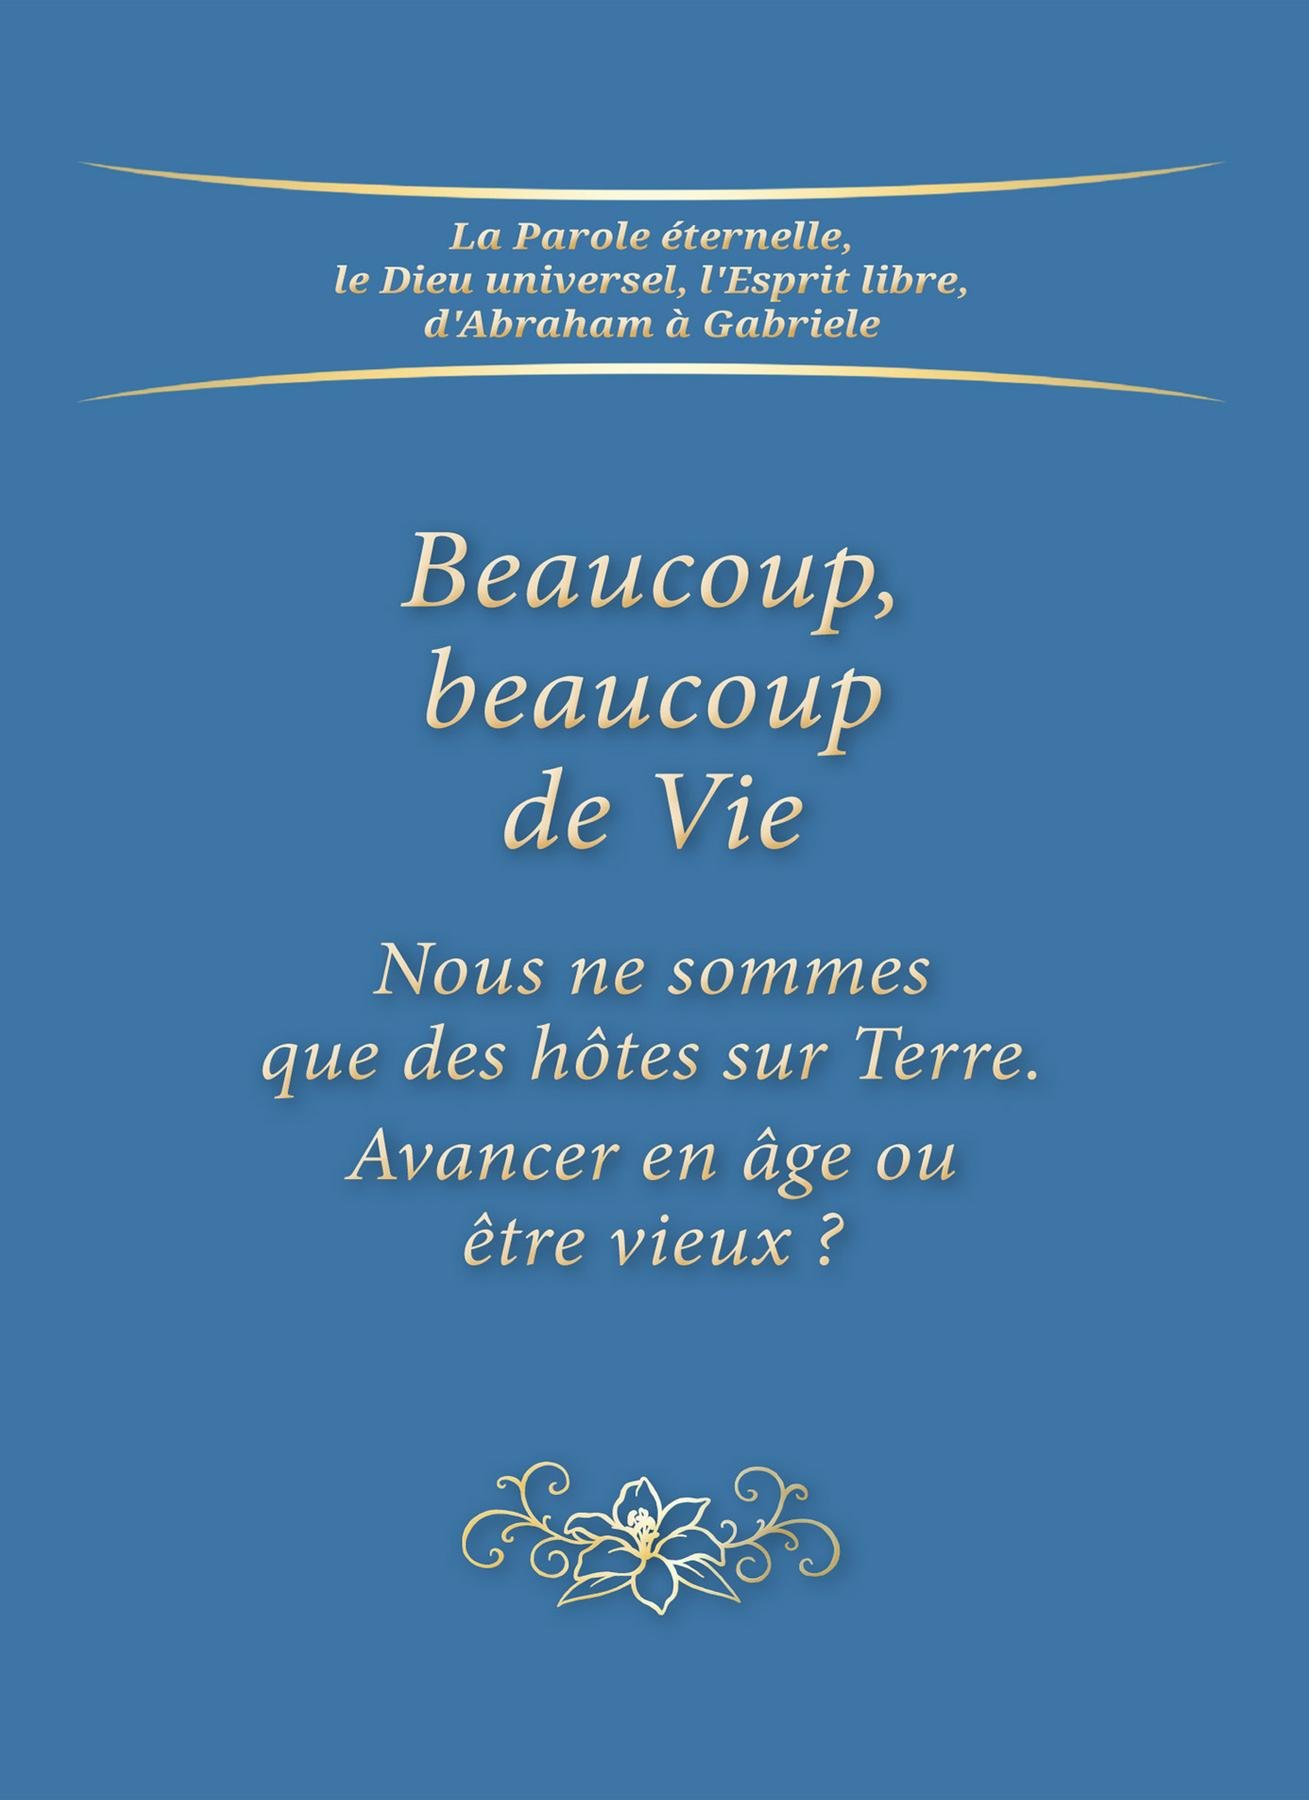 La Parole éternelle,
le Dieu universel, l'Esprit libre,
d'Abraham à Gabriele
Beaucoup,
beaucoup
de Vie
Nous ne sommes
que des hôtes sur Terre.
Avancer en âge ou
être vieux ?